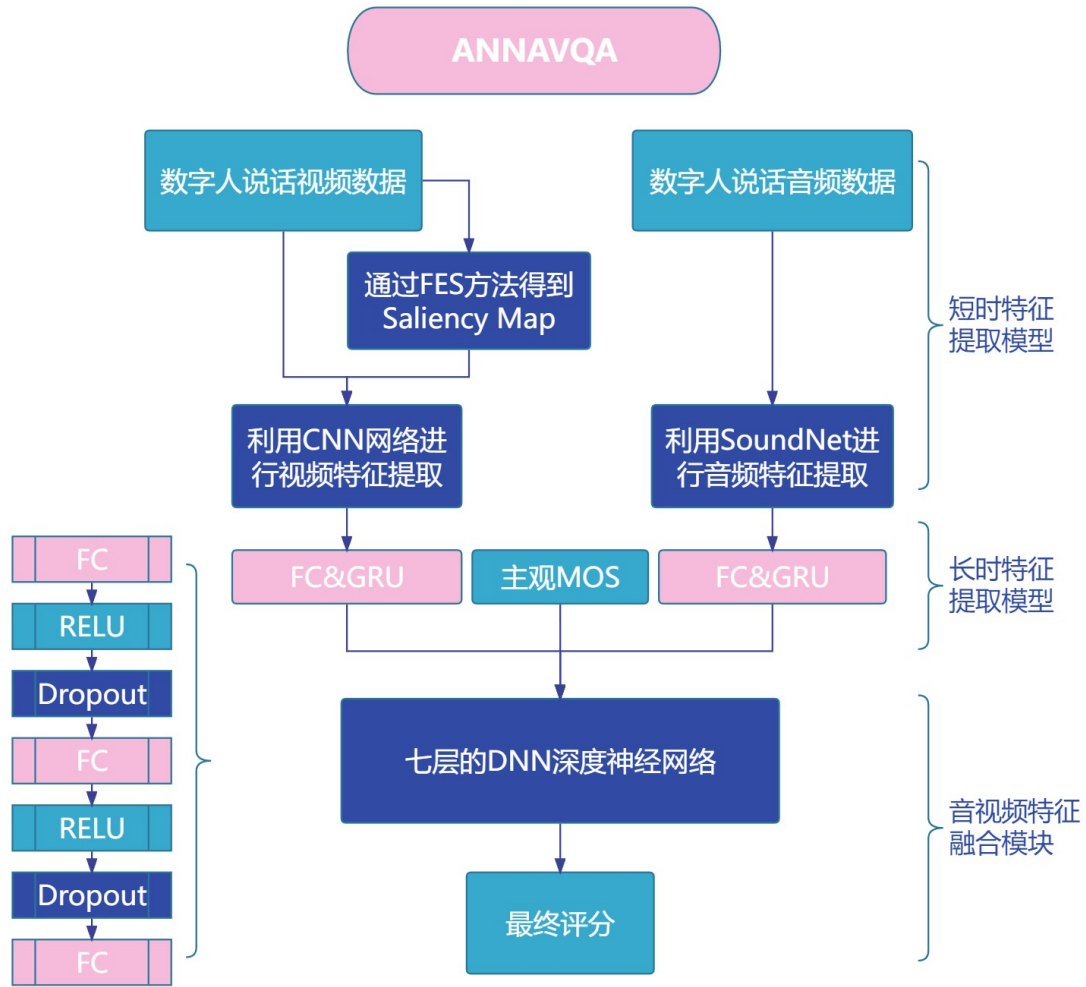 ANNAVQA
数字人说话视频数据
数字人说话音频数据
通过FES方法得到
Saliency Map
短时特征
提取模型
利用CNN网络进
行视频特征提取
利用SoundNet进
行音频特征提取
FC&GRU
主观MOS
FC&GRU
长时特征
提取模型
FC
RELU
Dropout
FC
RELU
Dropout
FC
七层的DNN深度神经网络
音视频特征
融合模块
最终评分